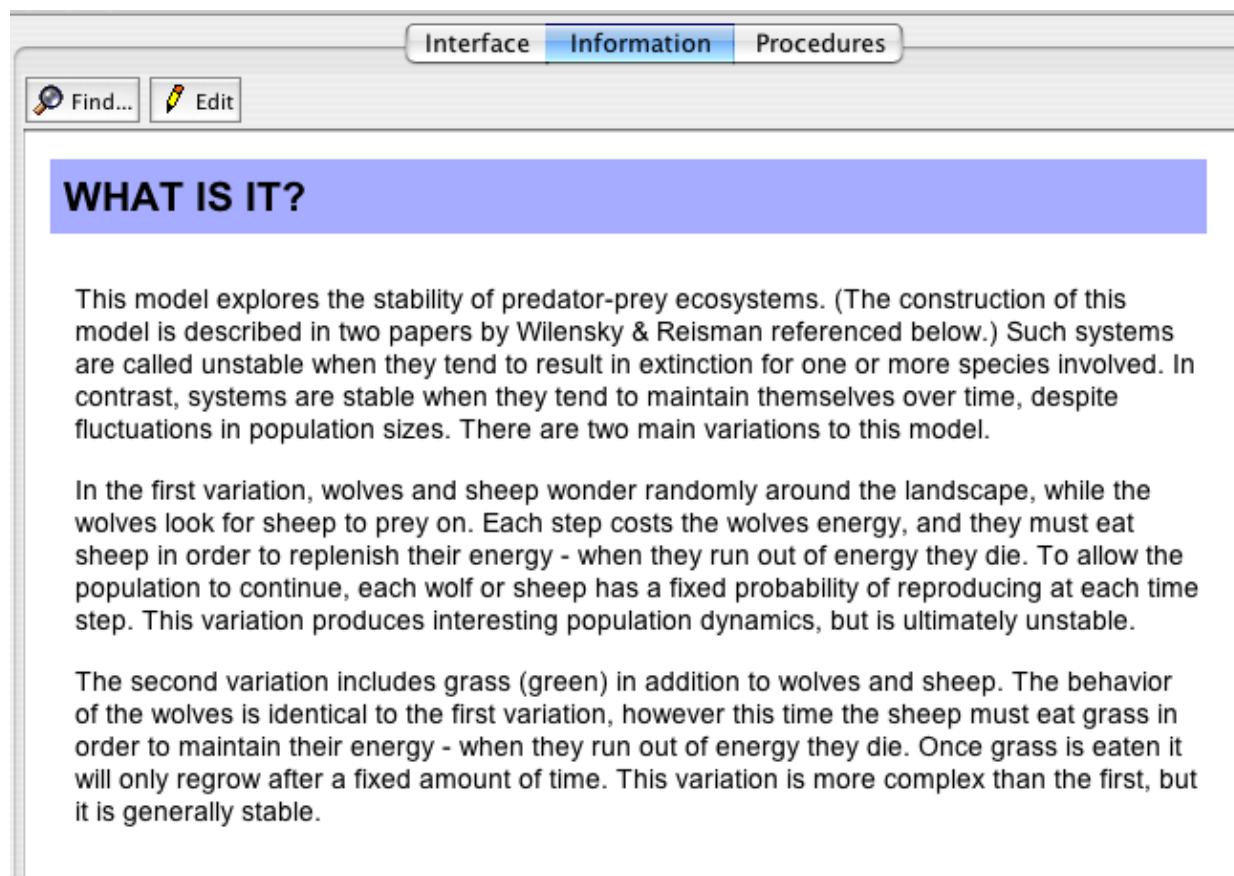 Interface Information Procedures
Find... Edit
WHAT IS IT?
This model explores the stability of predator-prey ecosystems. (The construction of this
model is described in two papers by Wilensky & Reisman referenced below.) Such systems
are called unstable when they tend to result in extinction for one or more species involved. In
contrast, systems are stable when they tend to maintain themselves over time, despite
fluctuations in population sizes. There are two main variations to this model.
In the first variation, wolves and sheep wonder randomly around the landscape, while the
wolves look for sheep to prey on. Each step costs the wolves energy, and they must eat
sheep in order to replenish their energy - when they run out of energy they die. To allow the
population to continue, each wolf or sheep has a fixed probability of reproducing at each time
step. This variation produces interesting population dynamics, but is ultimately unstable.
The second variation includes grass (green) in addition to wolves and sheep. The behavior
of the wolves is identical to the first variation, however this time the sheep must eat grass in
order to maintain their energy - when they run out of energy they die. Once grass is eaten it
will only regrow after a fixed amount of time. This variation is more complex than the first, but
it is generally stable.